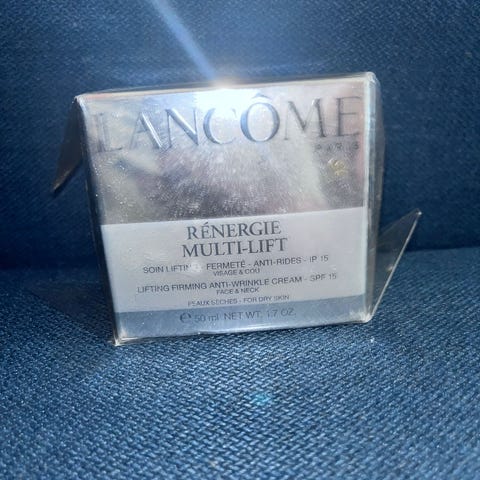 LANCÔME
PARIS
RÉNERGIE
MULTI-LIFT
SOIN LIFTING - FERMETÉ - ANTI-RIDES - IP 15
VISAGE & COU
LIFTING FIRMING ANTI-WRINKLE CREAM - SPF 15
FACE & NECK
PEAUX SÈCHES - FOR DRY SKIN
℮ 50 ml NET WT. 1.7 OZ.